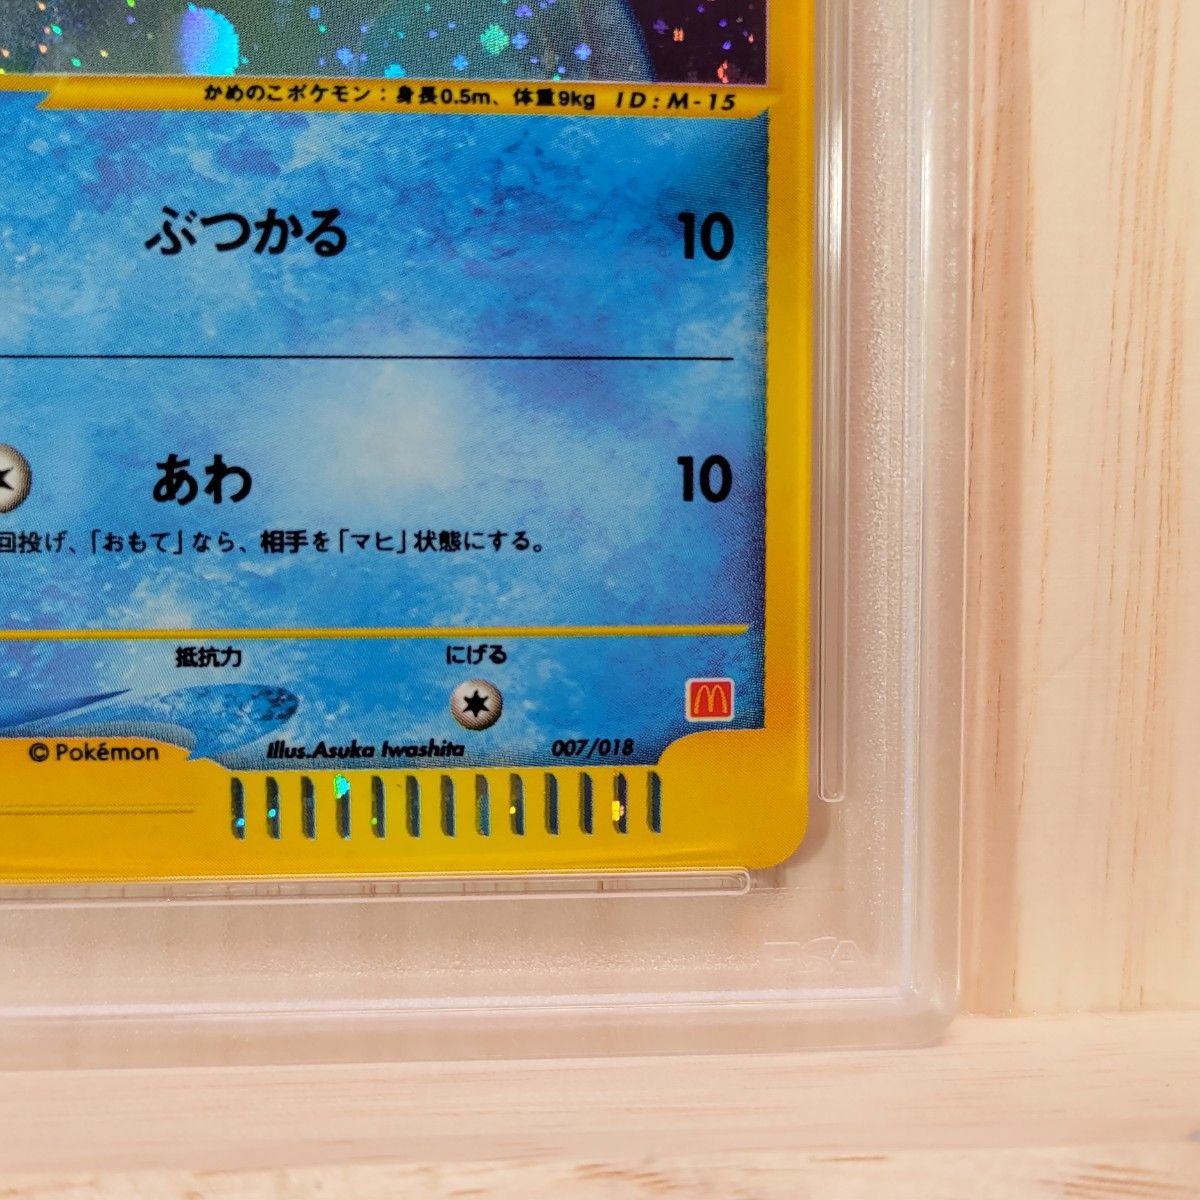 かめのこポケモン：身長0.5m、体重9kg ID:M-15
ぶつかる 10
あわ 10
回投げ、「おもて」なら、相手を「マヒ」状態にする。
抵抗力 にげる
© Pokémon Illus.Asuka Iwashita 007/018
PSA